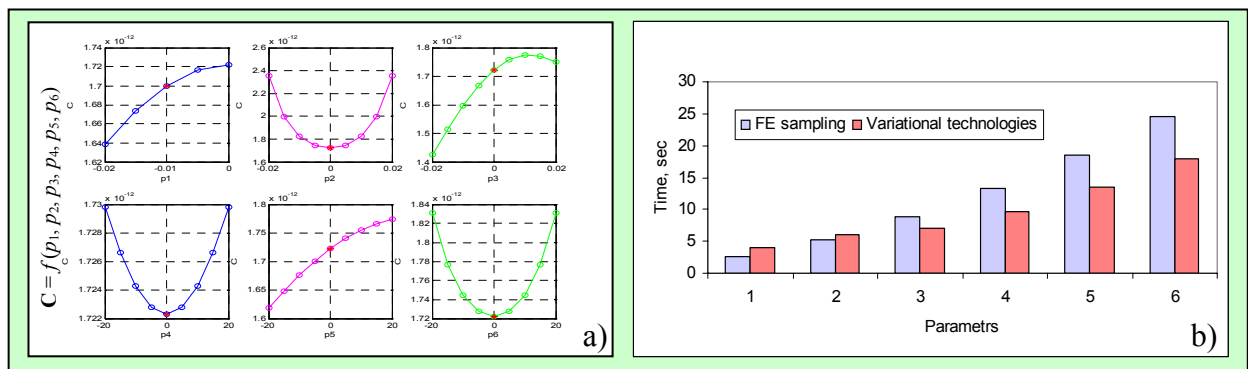 C = f (p1, p2, p3, p4, p5, p6)
x 10-12
1.74
1.72
1.7
1.68
1.66
1.64
1.62
C
-0.02
-0.01
0
p1
x 10-12
2.6
2.4
2.2
2
1.8
1.6
C
-0.02
0
0.02
p2
x 10-12
1.8
1.7
1.6
1.5
1.4
C
-0.02
0
0.02
p3
x 10-12
1.73
1.728
1.726
1.724
1.722
C
-20
0
20
p4
x 10-12
1.8
1.75
1.7
1.65
1.6
C
-20
0
20
p5
x 10-12
1.84
1.82
1.8
1.78
1.76
1.74
1.72
C
-20
0
20
p6
a)
30
25
20
15
10
5
0
Time, sec
FE sampling
Variational technologies
1
2
3
4
5
6
Parametrs
b)